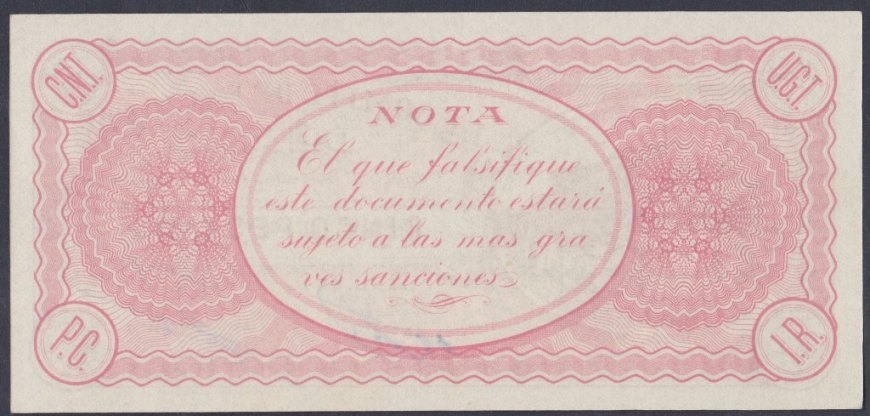 C.N.T.
U.G.T.
NOTA
El que falsifique
este documento estará
sujeto a las mas gra
ves sanciones
P.C.
I.R.